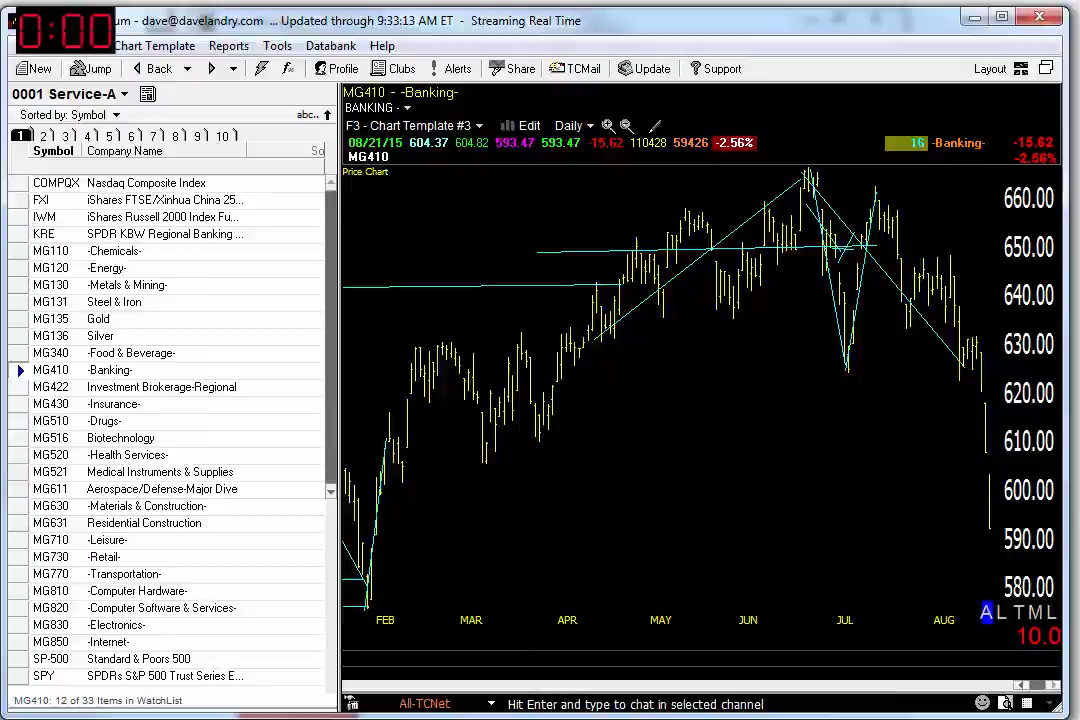 0:00
um - dave@davelandry.com ... Updated through 9:33:13 AM ET - Streaming Real Time
Chart Template Reports Tools Databank Help
New Jump Back Profile Clubs Alerts Share TCMail Update Support Layout
0001 Service-A
Sorted by: Symbol abc..
1 2 3 4 5 6 7 8 9 10
Symbol Company Name So
COMPQX Nasdaq Composite Index
FXI iShares FTSE/Xinhua China 25...
IWM iShares Russell 2000 Index Fu...
KRE SPDR KBW Regional Banking ...
MG110 -Chemicals-
MG120 -Energy-
MG130 -Metals & Mining-
MG131 Steel & Iron
MG135 Gold
MG136 Silver
MG340 -Food & Beverage-
MG410 -Banking-
MG422 Investment Brokerage-Regional
MG430 -Insurance-
MG510 -Drugs-
MG516 Biotechnology
MG520 -Health Services-
MG521 Medical Instruments & Supplies
MG611 Aerospace/Defense-Major Dive
MG630 -Materials & Construction-
MG631 Residential Construction
MG710 -Leisure-
MG730 -Retail-
MG770 -Transportation-
MG810 -Computer Hardware-
MG820 -Computer Software & Services-
MG830 -Electronics-
MG850 -Internet-
SP-500 Standard & Poors 500
SPY SPDRs S&P 500 Trust Series E...
MG410: 12 of 33 Items in WatchList
MG410 - -Banking-
BANKING -
F3 - Chart Template #3 Edit Daily
08/21/15 604.37 604.82 593.47 593.47 -15.62 110428 59426 -2.56% 16 -Banking- -15.62
-2.56%
MG410
Price Chart
660.00
650.00
640.00
630.00
620.00
610.00
600.00
590.00
580.00
A L T M L
FEB MAR APR MAY JUN JUL AUG
10.0
All-TCNet Hit Enter and type to chat in selected channel